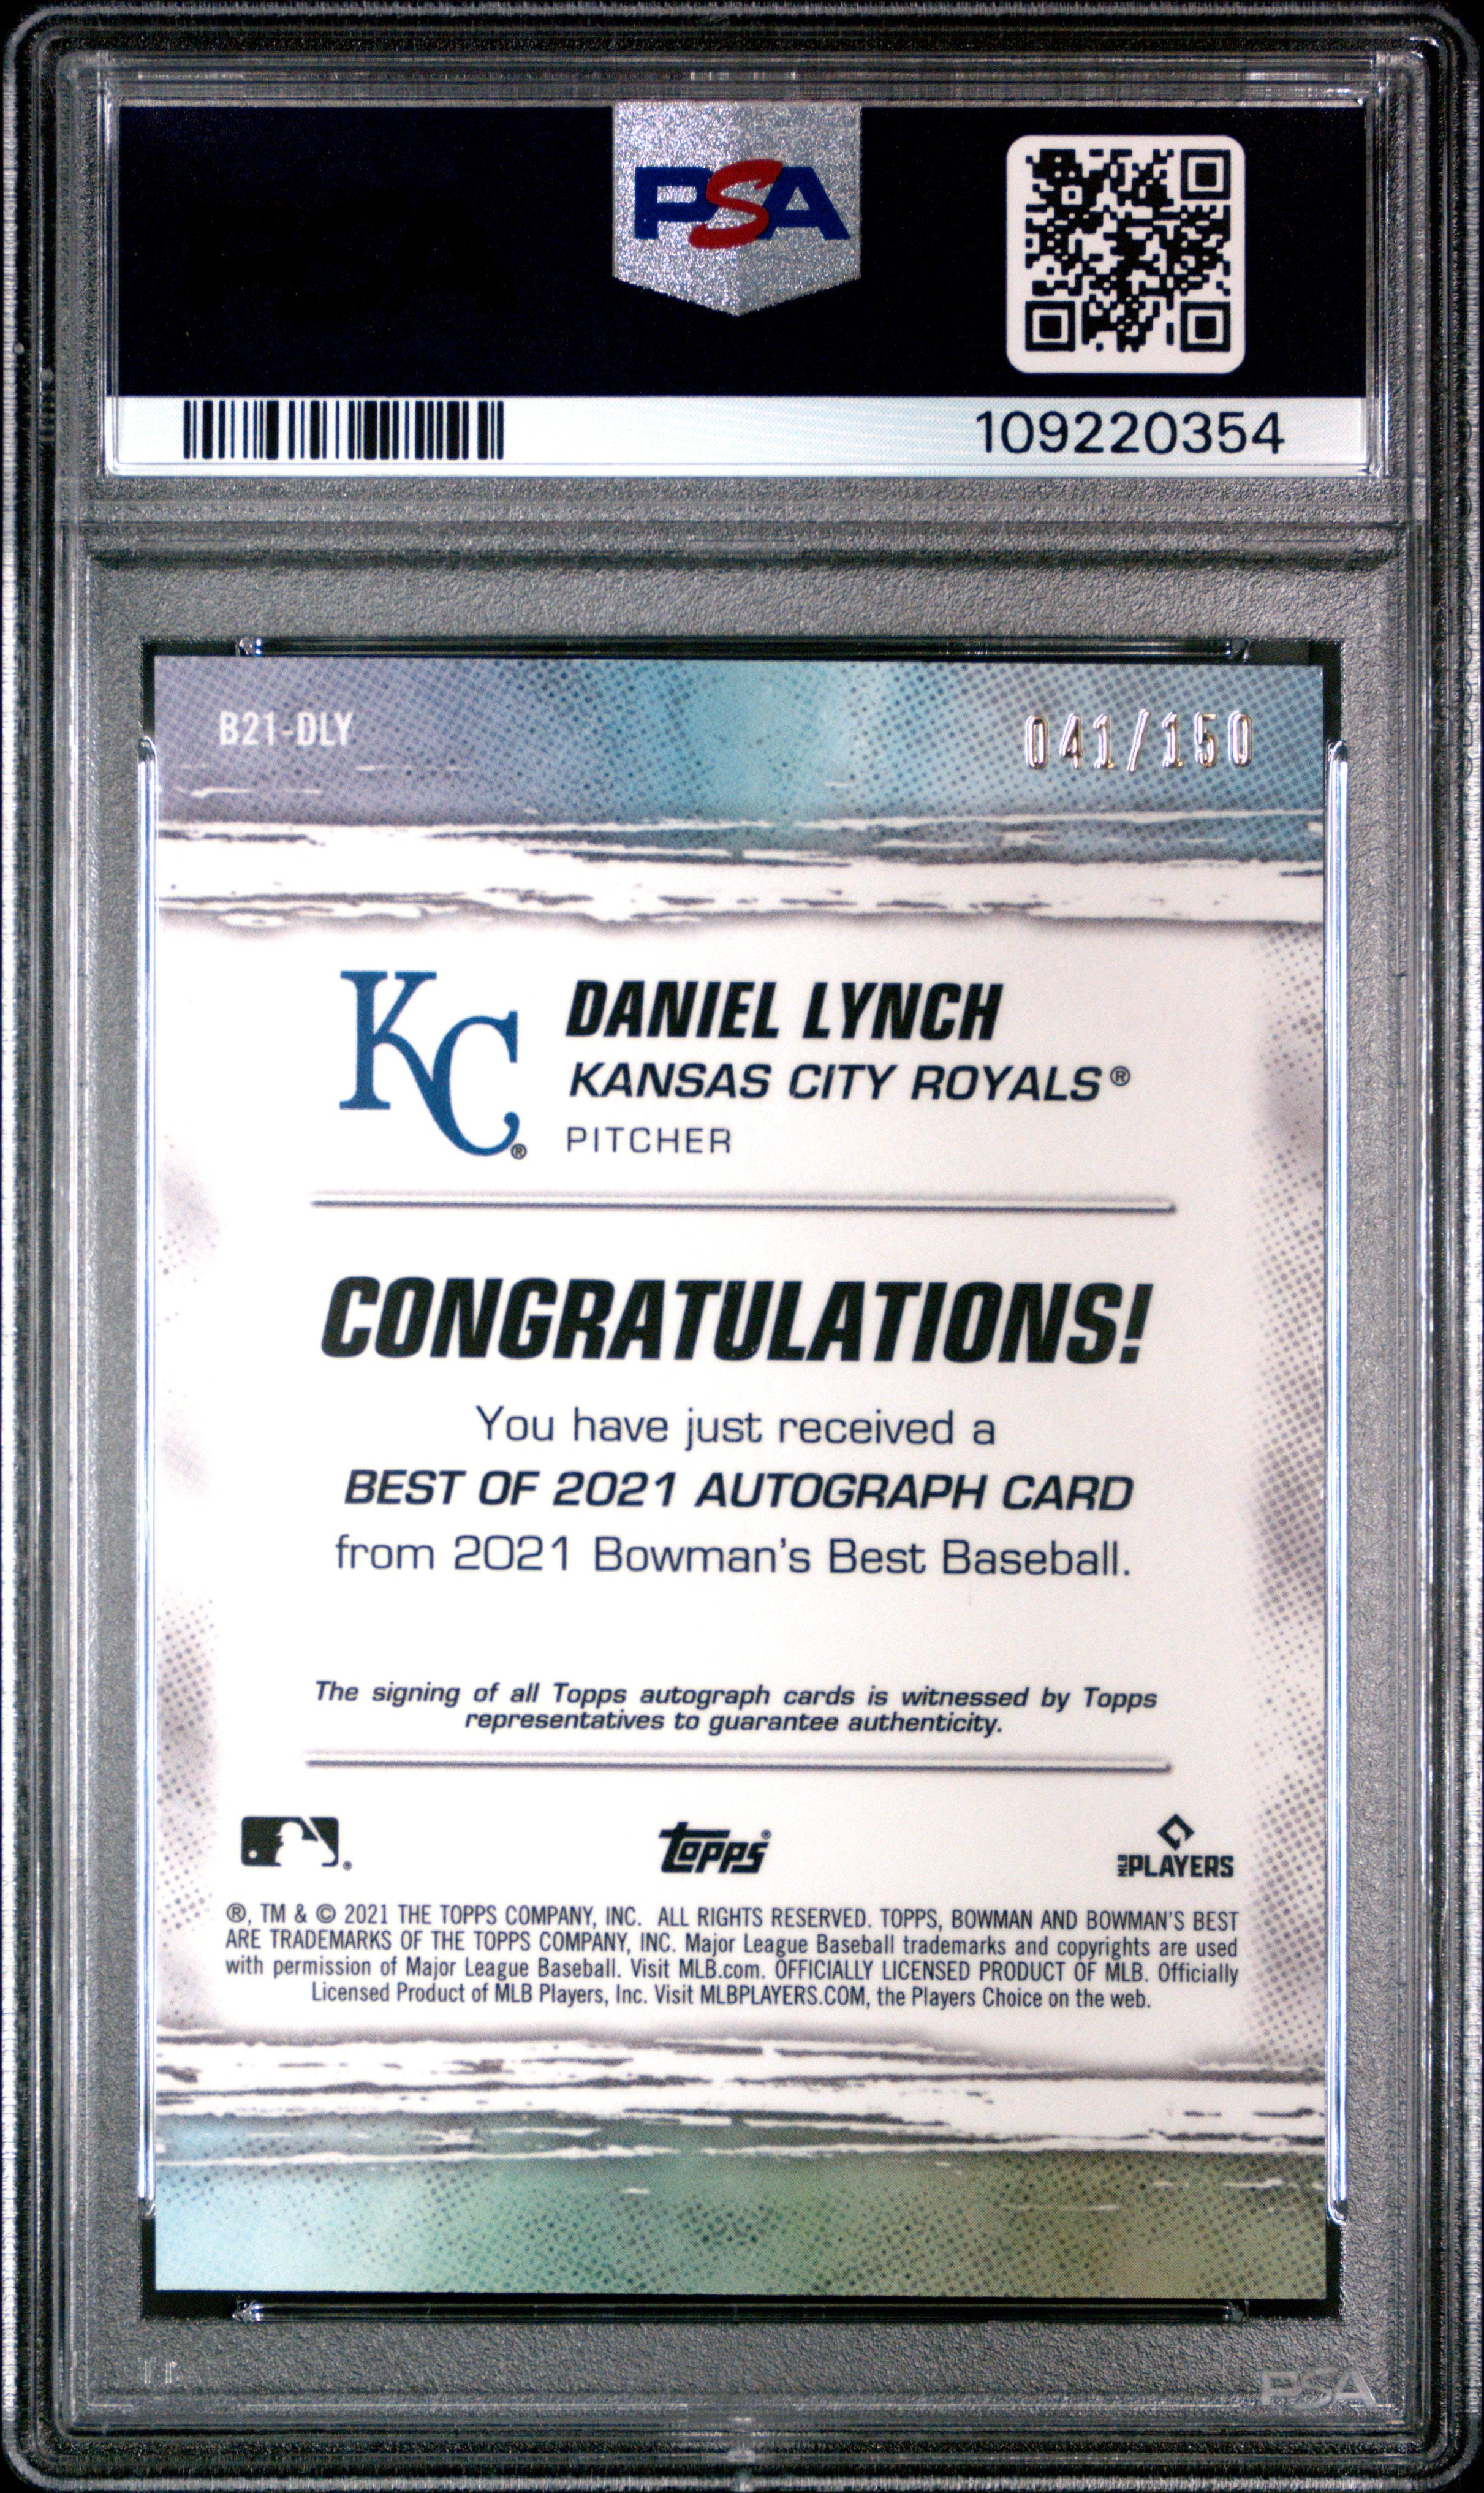 PSA
109220354
B21-DLY
041/150
KC®
DANIEL LYNCH
KANSAS CITY ROYALS®
PITCHER
CONGRATULATIONS!
You have just received a
BEST OF 2021 AUTOGRAPH CARD
from 2021 Bowman's Best Baseball.
The signing of all Topps autograph cards is witnessed by Topps
representatives to guarantee authenticity.
® topps® MLB PLAYERS
®, TM & © 2021 THE TOPPS COMPANY, INC. ALL RIGHTS RESERVED. TOPPS, BOWMAN AND BOWMAN'S BEST
ARE TRADEMARKS OF THE TOPPS COMPANY, INC. Major League Baseball trademarks and copyrights are used
with permission of Major League Baseball. Visit MLB.com. OFFICIALLY LICENSED PRODUCT OF MLB. Officially
Licensed Product of MLB Players, Inc. Visit MLBPLAYERS.COM, the Players Choice on the web.
PSA